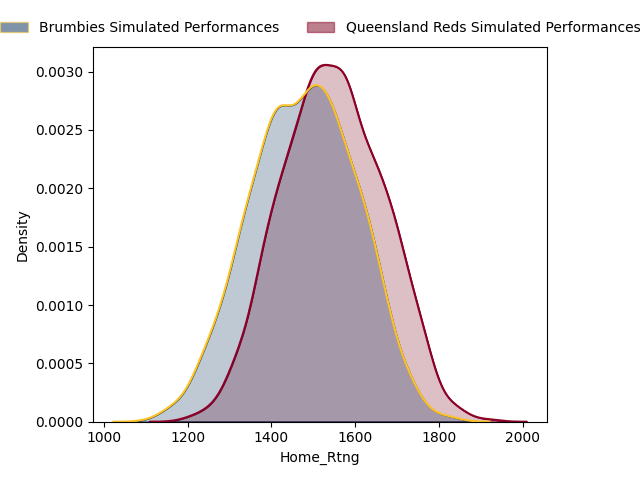 Brumbies Simulated Performances Queensland Reds Simulated Performances
0.0030
0.0025
0.0020
0.0015
0.0010
0.0005
0.0000
Density
1000 1200 1400 1600 1800 2000
Home_Rtng